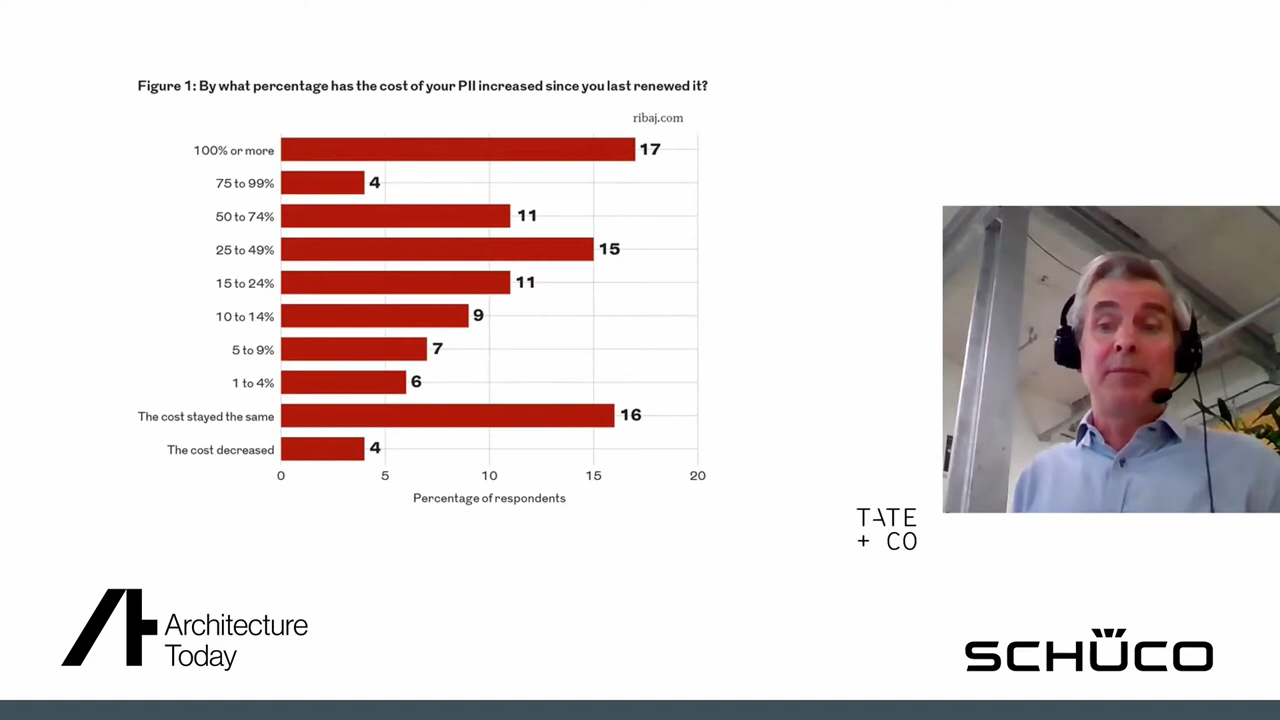 Figure 1: By what percentage has the cost of your PII increased since you last renewed it?
ribaj.com
100% or more 17
75 to 99% 4
50 to 74% 11
25 to 49% 15
15 to 24% 11
10 to 14% 9
5 to 9% 7
1 to 4% 6
The cost stayed the same 16
The cost decreased 4
0 5 10 15 20
Percentage of respondents
TATE
+ CO
Architecture
Today
SCHÜCO